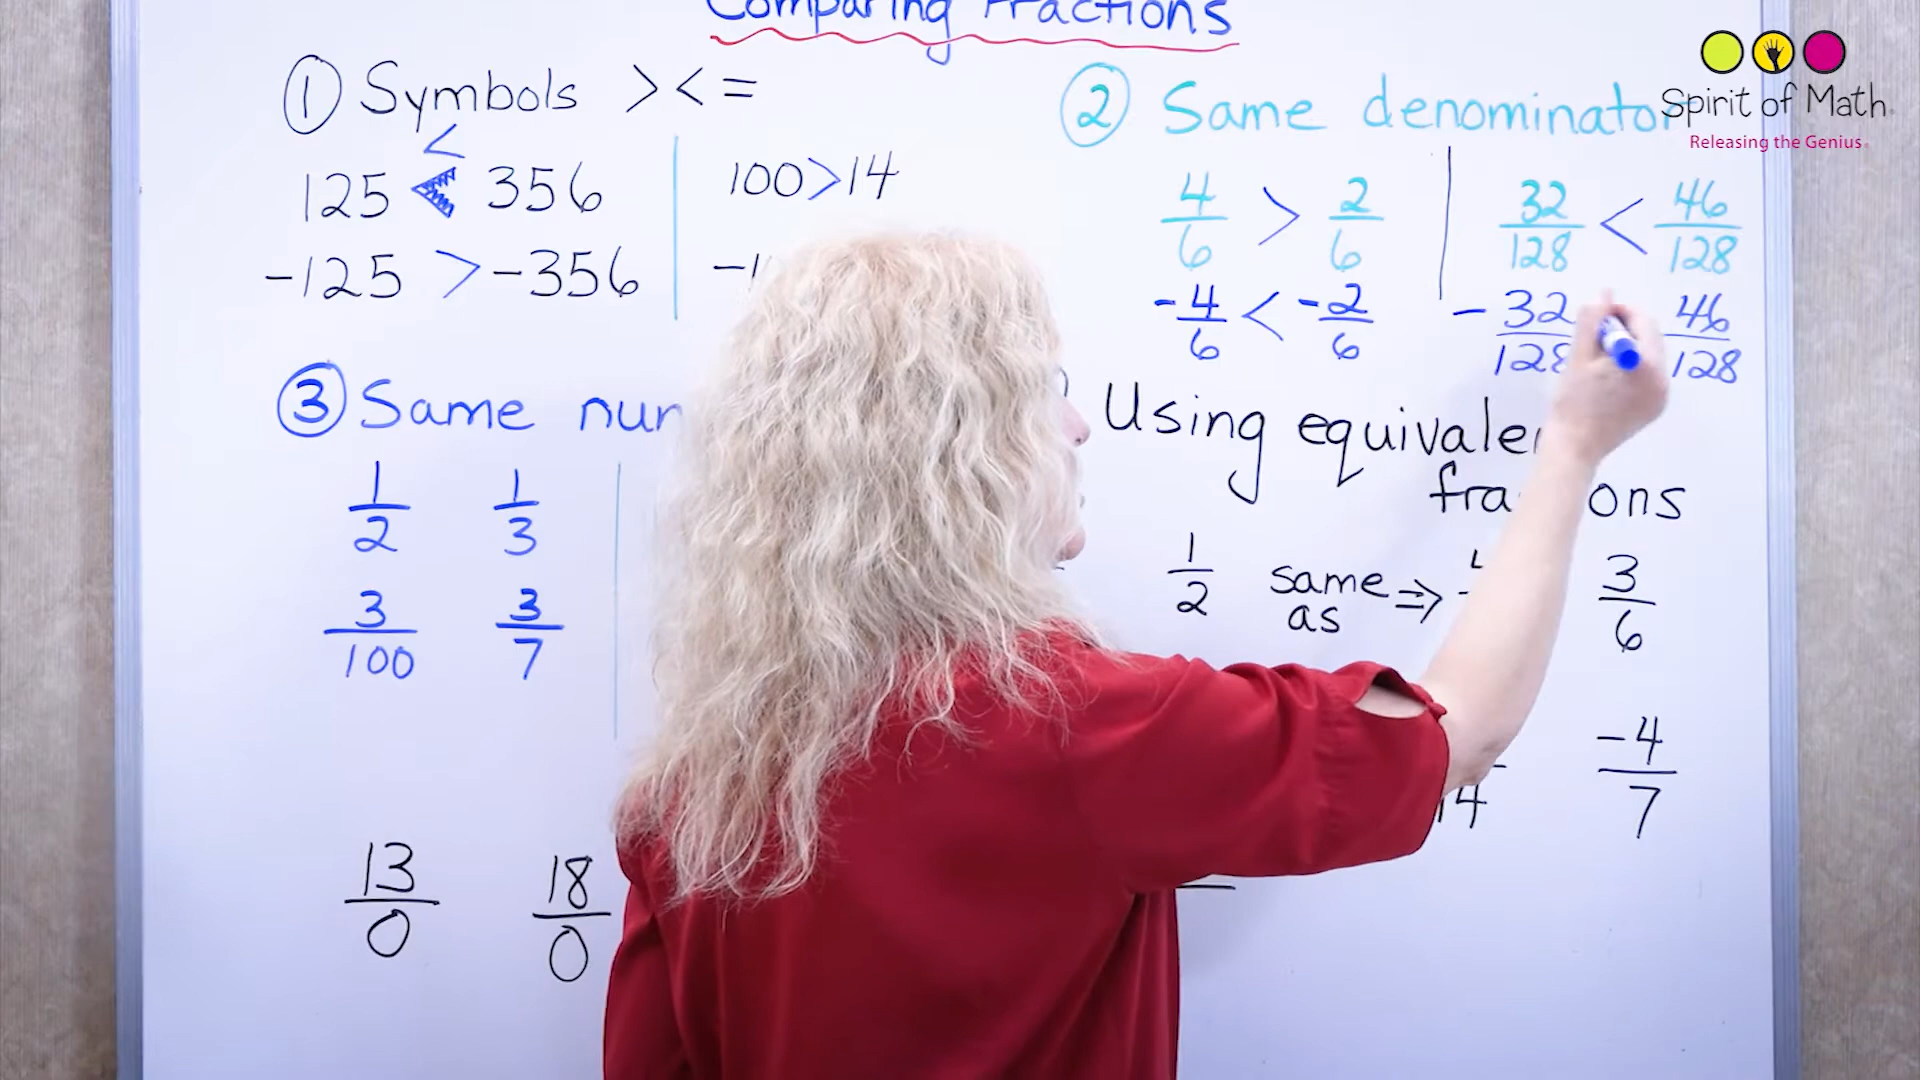 Comparing Fractions
① Symbols > < =
<
125 < 356
100 > 14
-125 > -356
② Same denominator
4/6 > 2/6
32/128 < 46/128
-4/6 < -2/6
-32/128 46/128
③ Same
1/2 1/3
3/100 3/7
13/0 18/0
Using
fractions
1/2 same as ⇒ 3/6
-4/7
Spirit of Math
Releasing the Genius